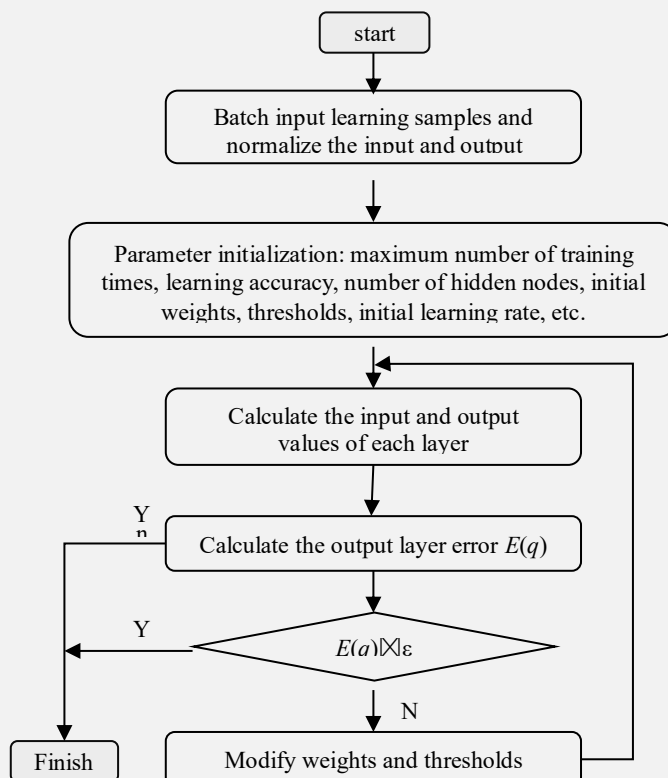 start
Batch input learning samples and
normalize the input and output
Parameter initialization: maximum number of training
times, learning accuracy, number of hidden nodes, initial
weights, thresholds, initial learning rate, etc.
Calculate the input and output
values of each layer
Y
n
Calculate the output layer error E(q)
Y
E(q)☒ε
N
Finish
Modify weights and thresholds